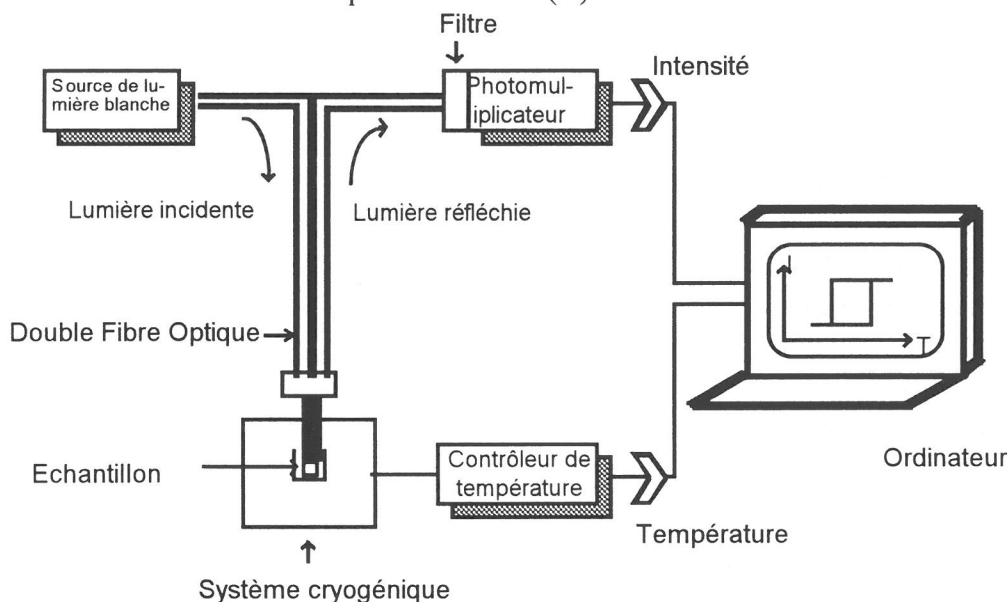 Filtre
Source de lu-
mière blanche
Photomul-
iplicateur
Intensité
Lumière incidente
Lumière réfléchie
I
T
Double Fibre Optique
Echantillon
Contrôleur de
température
Ordinateur
Température
Système cryogénique